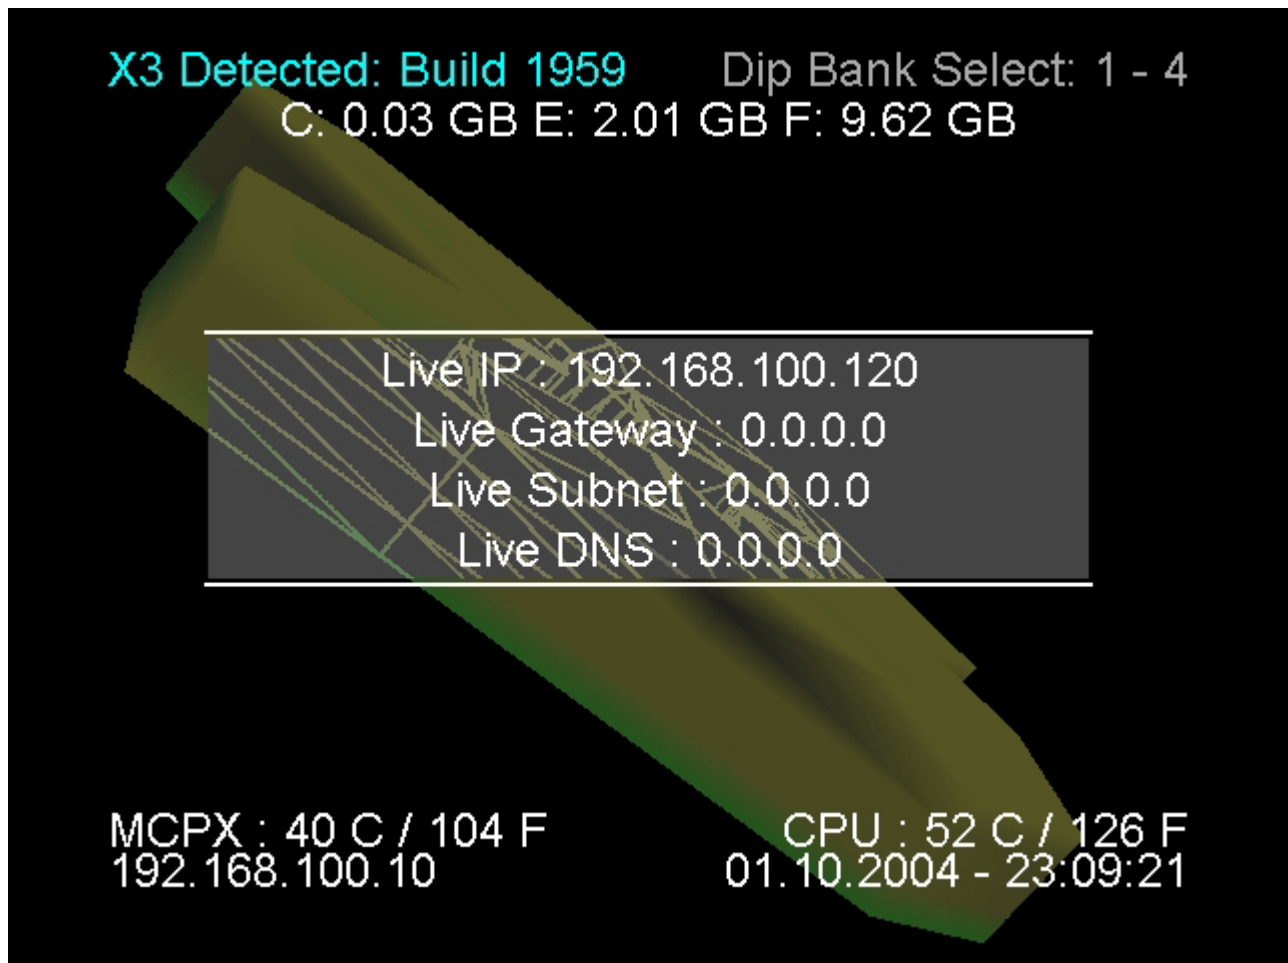 X3 Detected: Build 1959 Dip Bank Select: 1 - 4
C: 0.03 GB E: 2.01 GB F: 9.62 GB
Live IP : 192.168.100.120
Live Gateway : 0.0.0.0
Live Subnet : 0.0.0.0
Live DNS : 0.0.0.0
MCPX : 40 C / 104 F CPU : 52 C / 126 F
192.168.100.10 01.10.2004 - 23:09:21